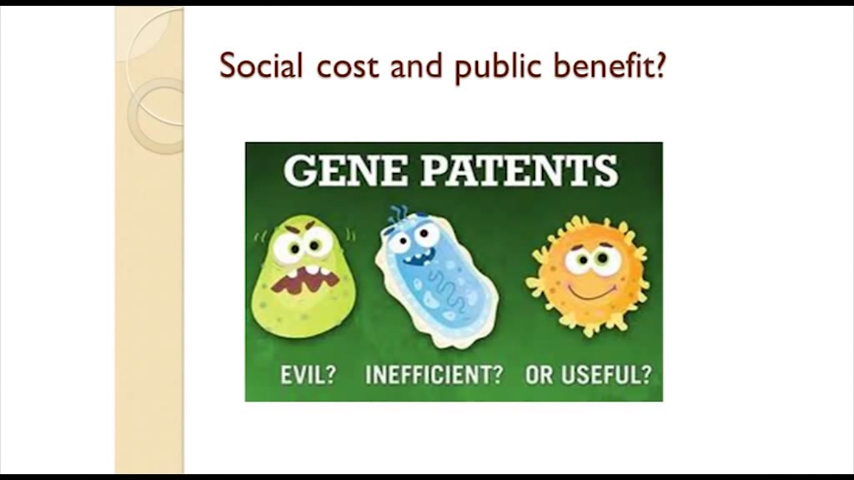 Social cost and public benefit?
GENE PATENTS
EVIL? INEFFICIENT? OR USEFUL?